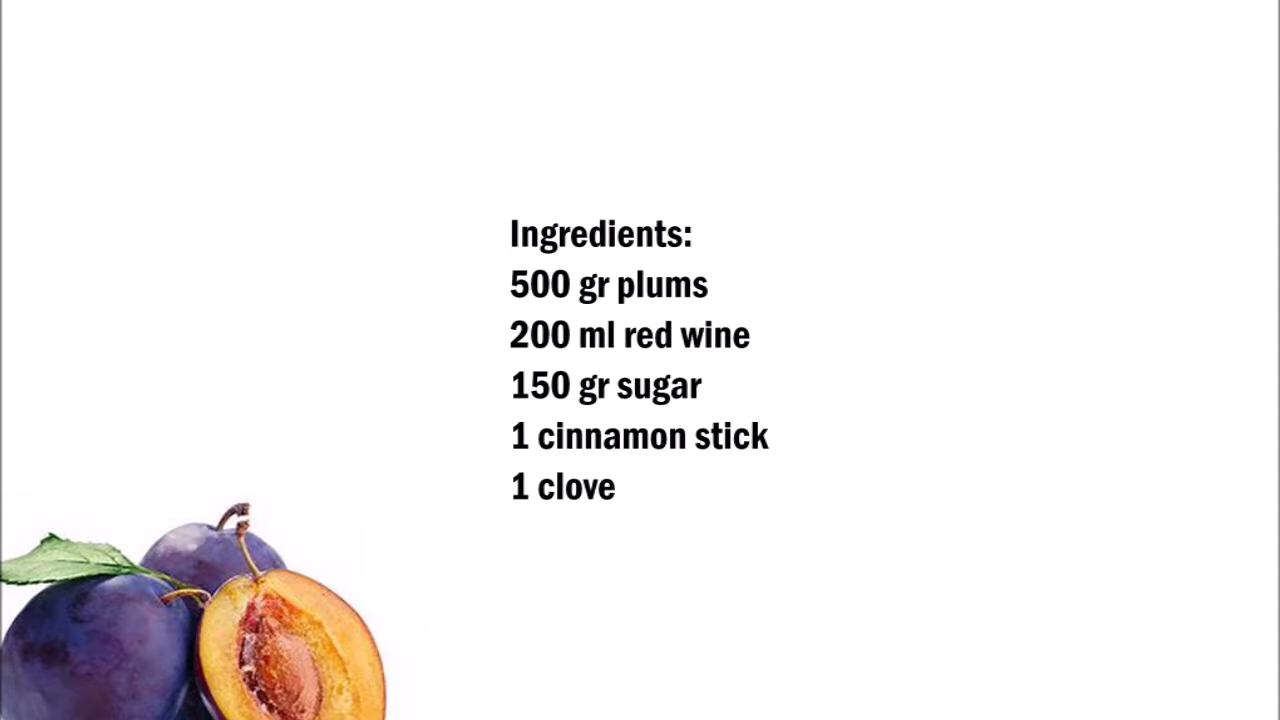 Ingredients:
500 gr plums
200 ml red wine
150 gr sugar
1 cinnamon stick
1 clove